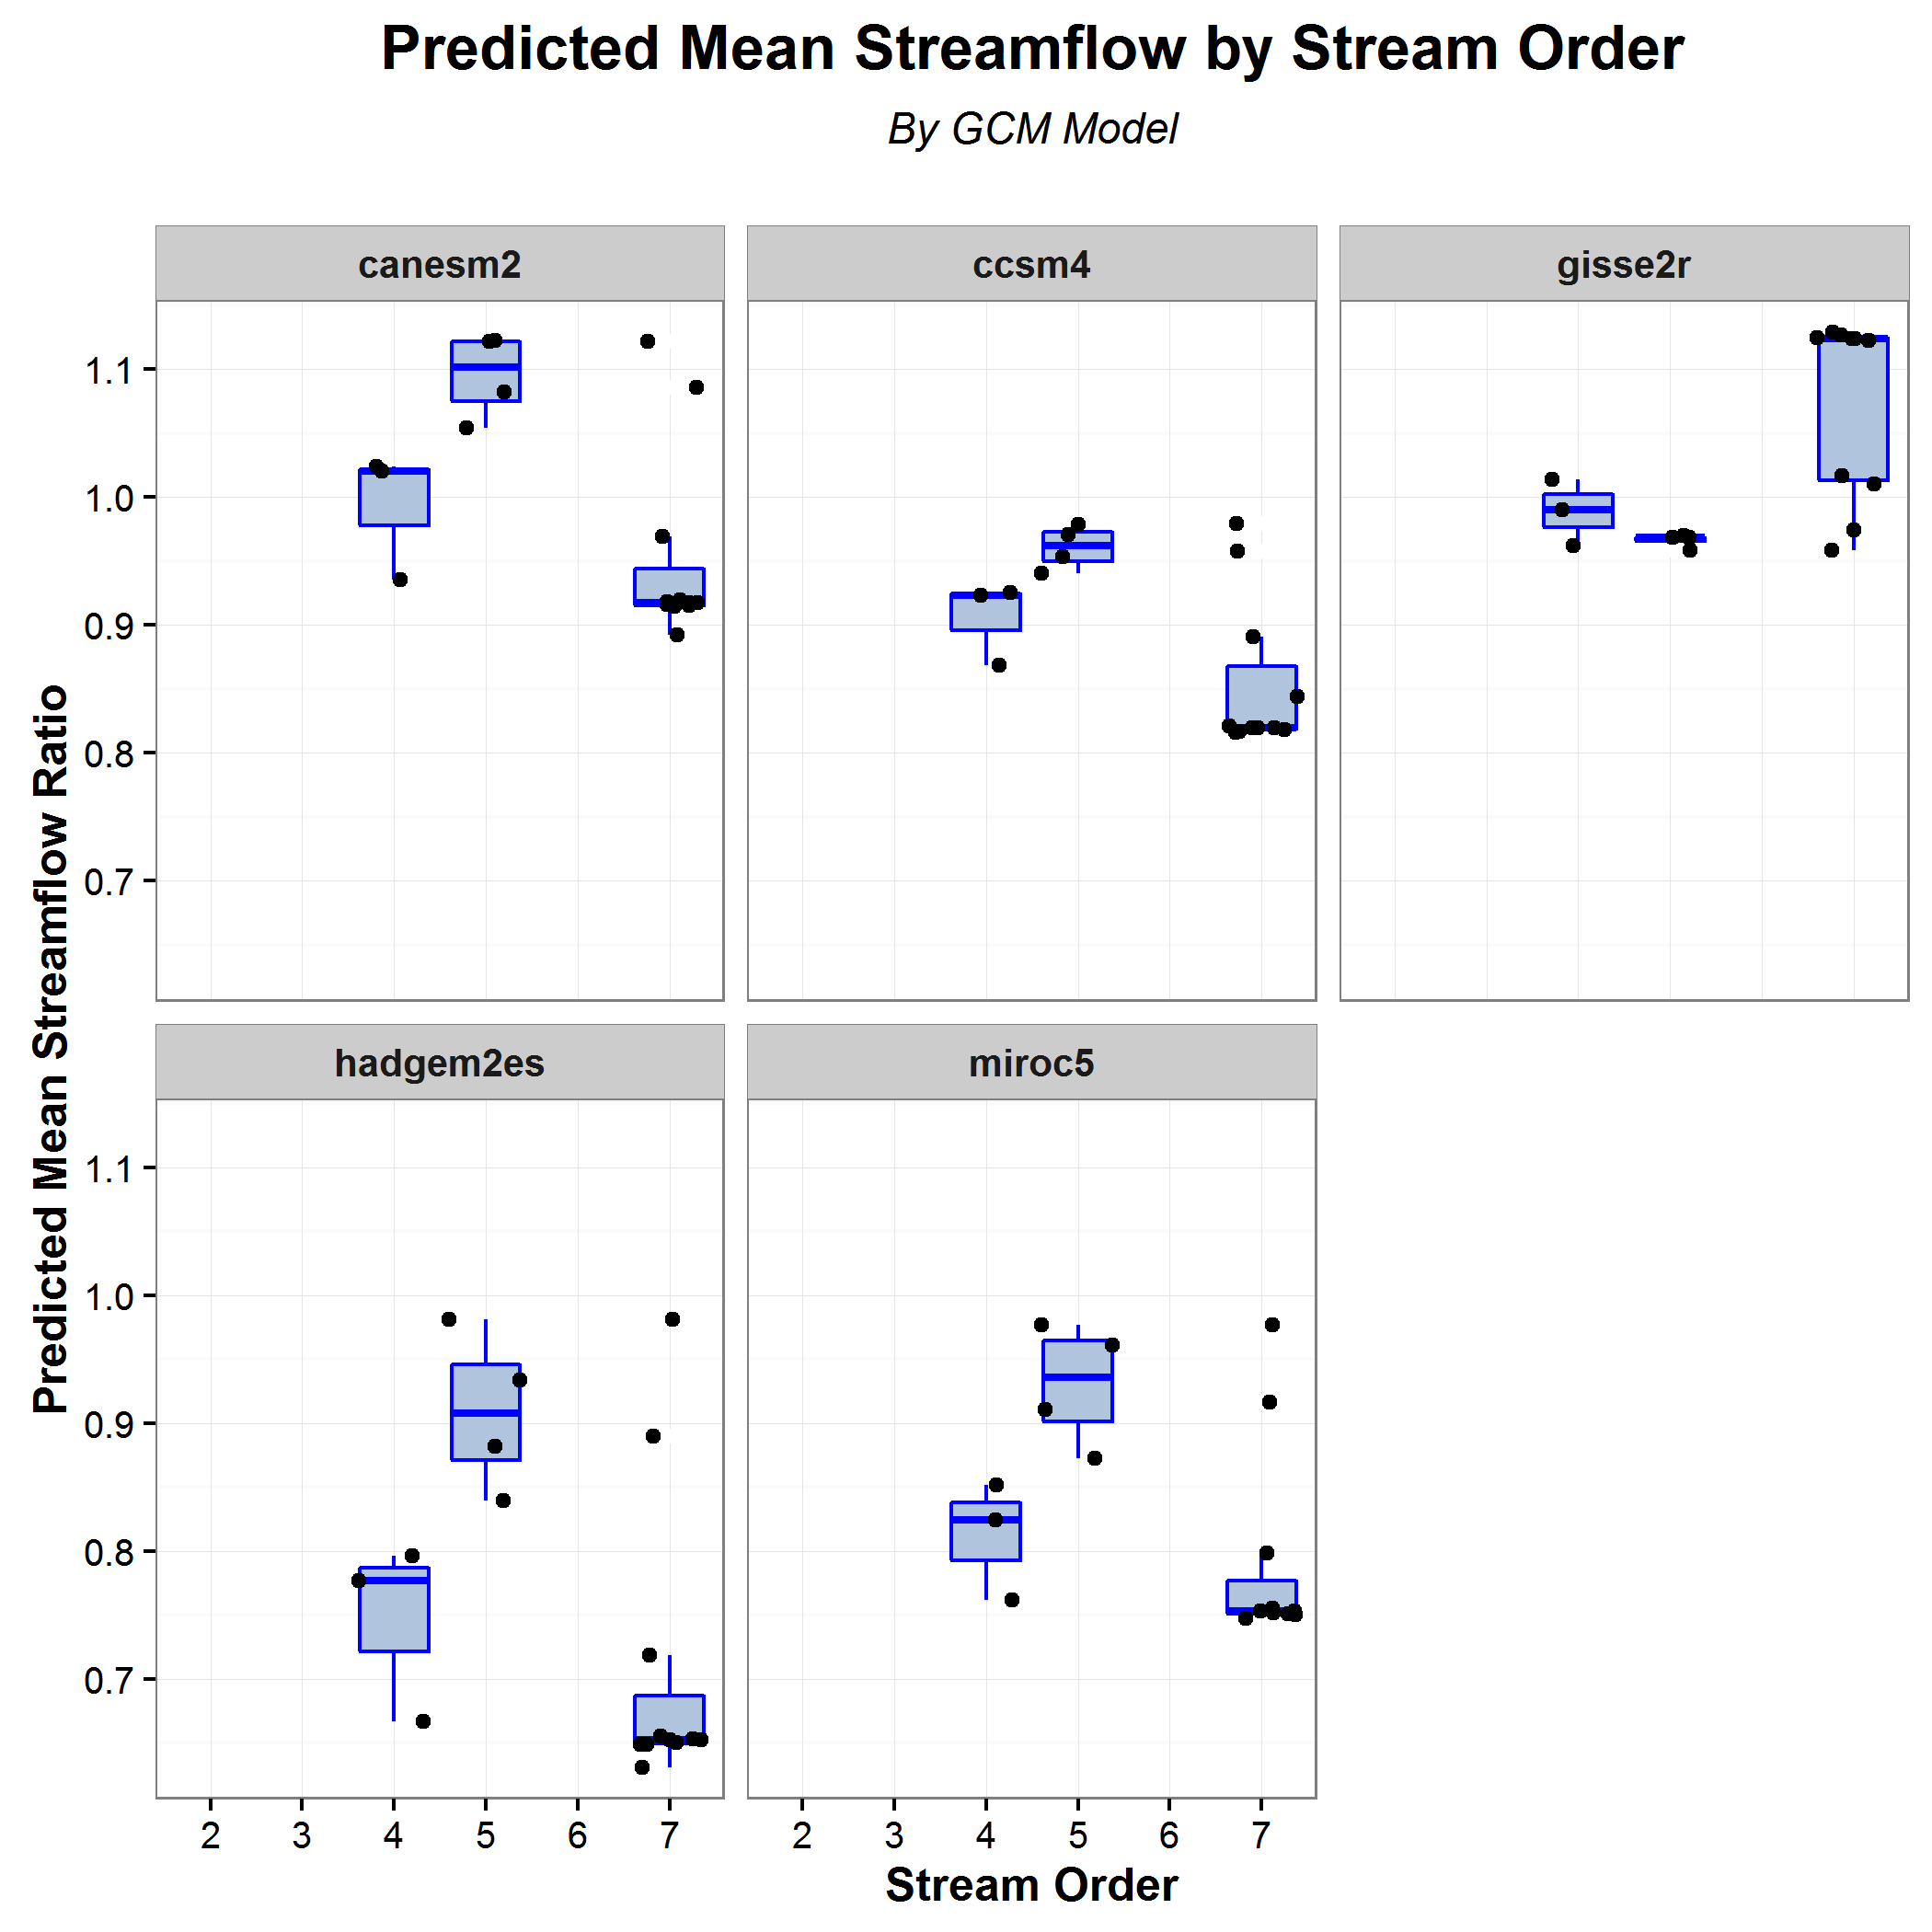 Predicted Mean Streamflow by Stream Order
By GCM Model
canesm2
ccsm4
gisse2r
1.1
1.0
0.9
0.8
0.7
Predicted Mean Streamflow Ratio
hadgem2es
miroc5
1.1
1.0
0.9
0.8
0.7
2 3 4 5 6 7
2 3 4 5 6 7
Stream Order